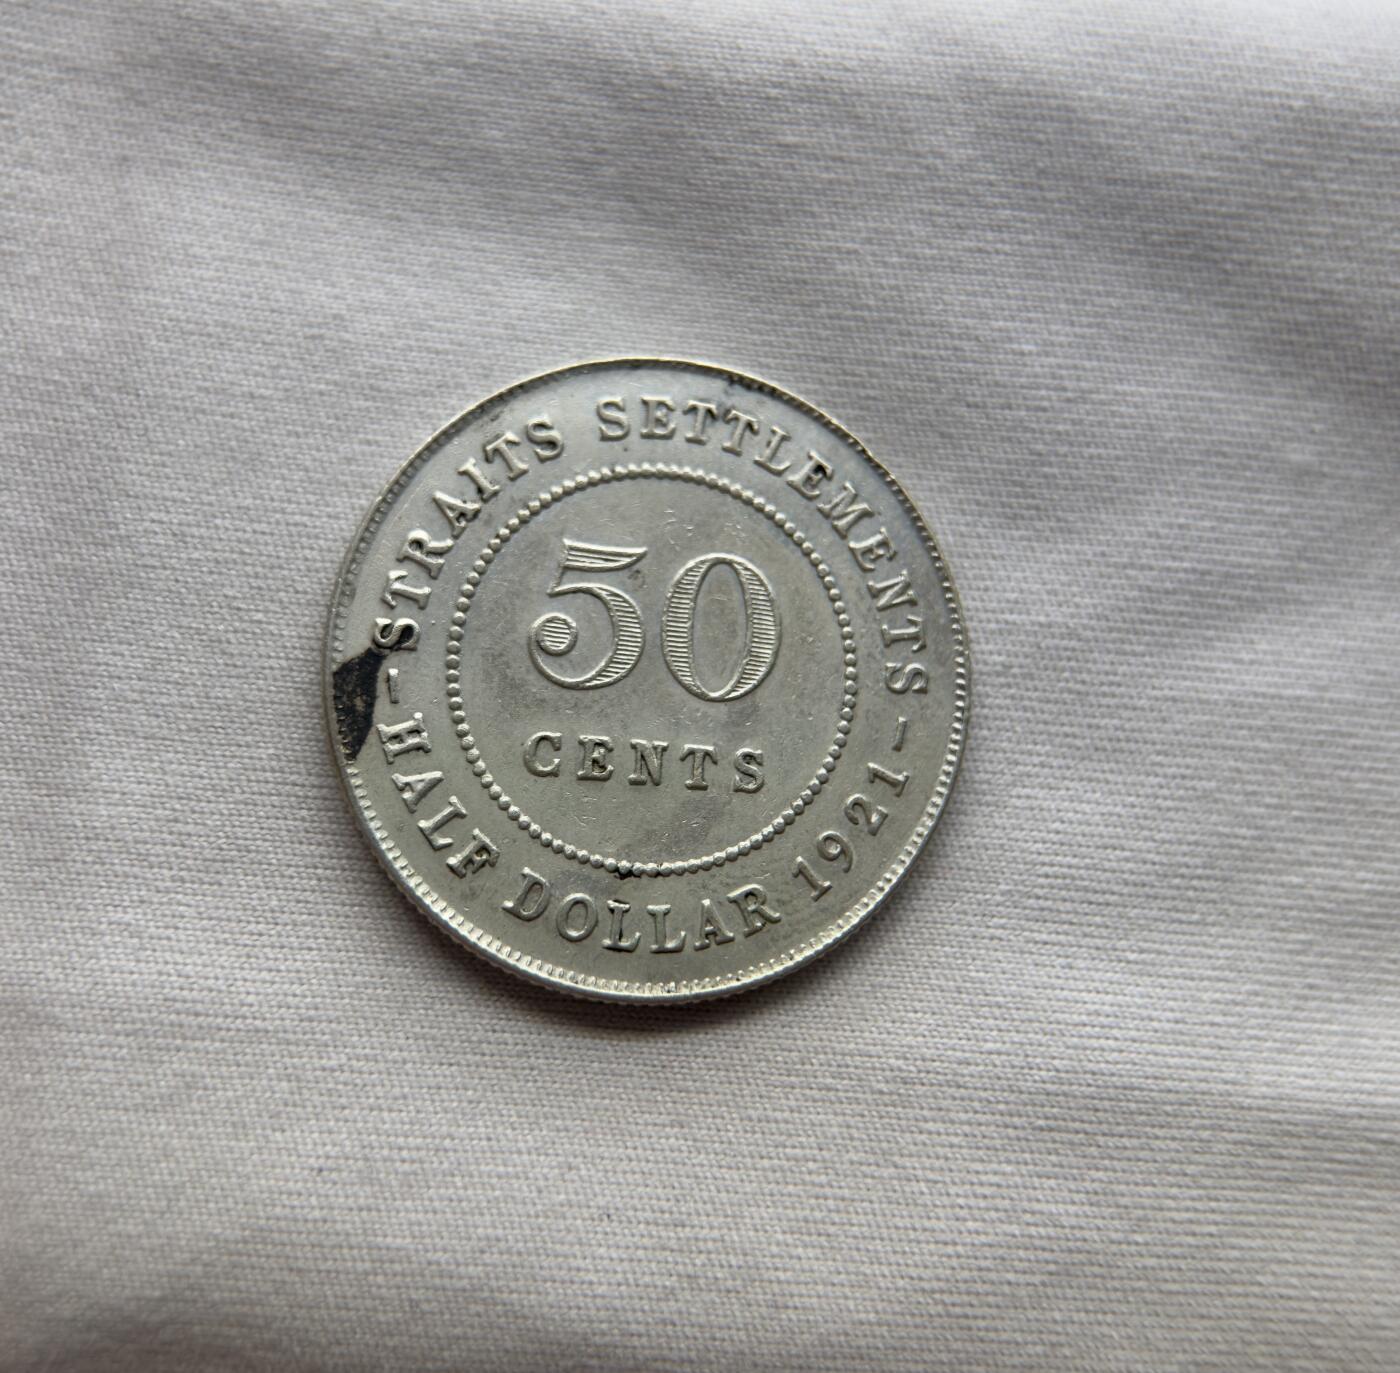 STRAITS SETTLEMENTS
50
CENTS
HALF DOLLAR 1921